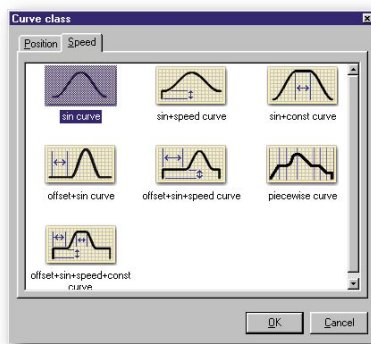 Curve class
Position
Speed
sin curve
sin+speed curve
sin+const curve
offset+sin curve
offset+sin+speed curve
piecewise curve
offset+sin+speed+const
curve
OK
Cancel